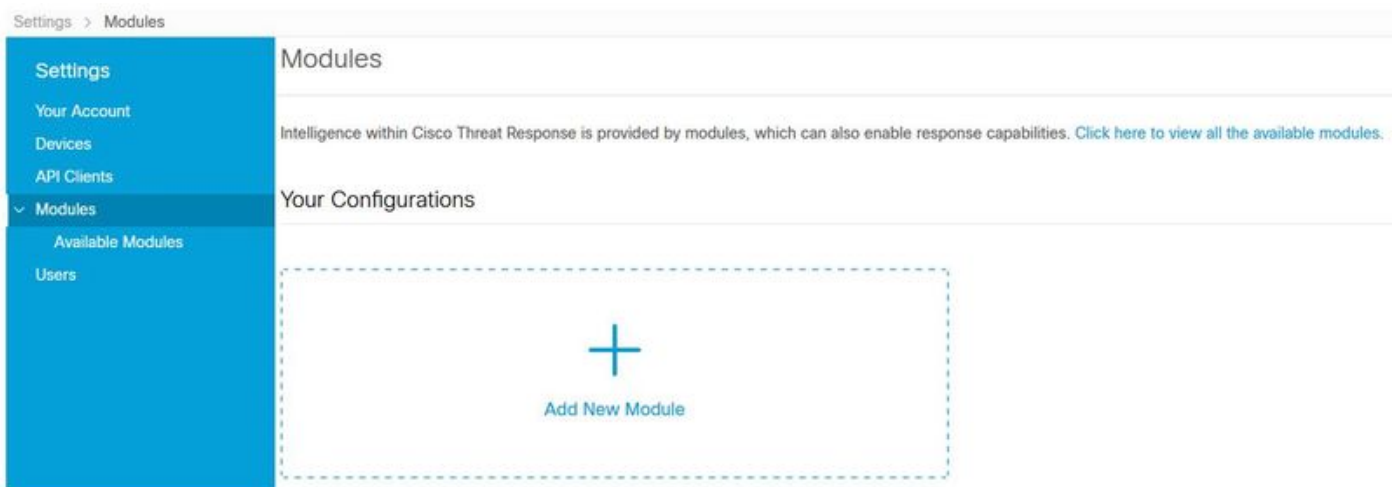 Settings > Modules
Settings
Your Account
Devices
API Clients
Modules
Available Modules
Users
Modules
Intelligence within Cisco Threat Response is provided by modules, which can also enable response capabilities. Click here to view all the available modules.
Your Configurations
Add New Module